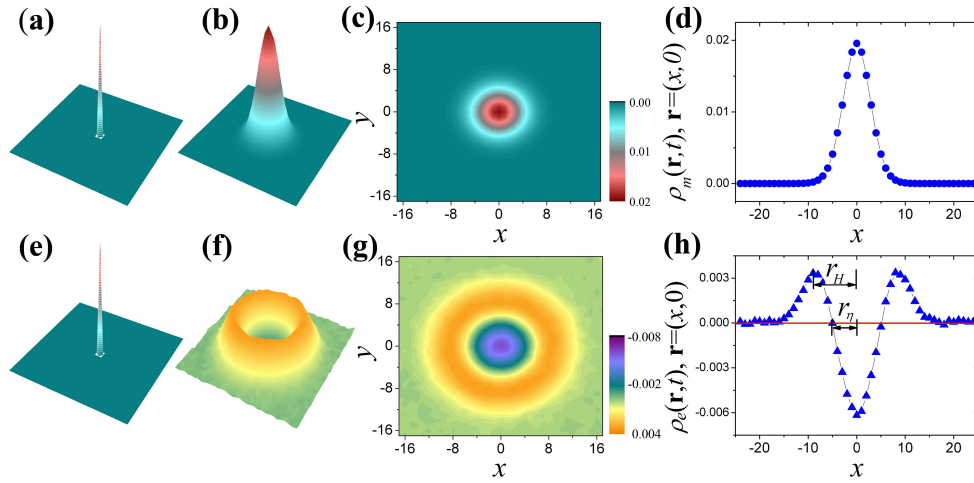 (a)
(b)
(c)
(d)
16
8
0
-8
-16
y
-16 -8 0 8 16
x
0.00
0.01
0.02
0.02
0.01
0.00
ρm(r,t), r=(x,0)
-20 -10 0 10 20
x
(e)
(f)
(g)
(h)
16
8
0
-8
-16
y
-16 -8 0 8 16
x
-0.008
-0.002
0.004
0.003
0.000
-0.003
-0.006
ρe(r,t), r=(x,0)
rH
rη
-20 -10 0 10 20
x